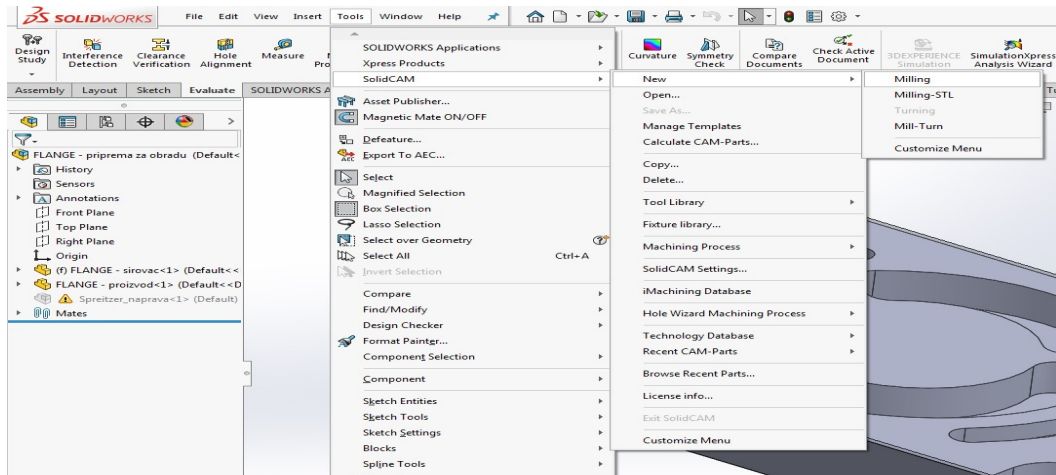 SOLIDWORKS File Edit View Insert Tools Window Help
Design Study
Interference Detection
Clearance Verification
Hole Alignment
Measure
Curvature
Symmetry Check
Compare Documents
Check Active Document
3DEXPERIENCE Simulation
SimulationXpress Analysis Wizard
Assembly Layout Sketch Evaluate SOLIDWORKS A
FLANGE - priprema za obradu (Default<
History
Sensors
Annotations
Front Plane
Top Plane
Right Plane
Origin
(f) FLANGE - sirovac<1> (Default<<
FLANGE - proizvod<1> (Default<<D
Spreitzer_naprava<1> (Default)
Mates
SOLIDWORKS Applications
Xpress Products
SolidCAM
Asset Publisher...
Magnetic Mate ON/OFF
Defeature...
Export To AEC...
Select
Magnified Selection
Box Selection
Lasso Selection
Select over Geometry
Select All Ctrl+A
Invert Selection
Compare
Find/Modify
Design Checker
Format Painter...
Component Selection
Component
Sketch Entities
Sketch Tools
Sketch Settings
Blocks
Spline Tools
New
Open...
Save As...
Manage Templates
Calculate CAM-Parts...
Copy...
Delete...
Tool Library
Fixture library...
Machining Process
SolidCAM Settings...
iMachining Database
Hole Wizard Machining Process
Technology Database
Recent CAM-Parts
Browse Recent Parts...
License info...
Exit SolidCAM
Customize Menu
Milling
Milling-STL
Turning
Mill-Turn
Customize Menu